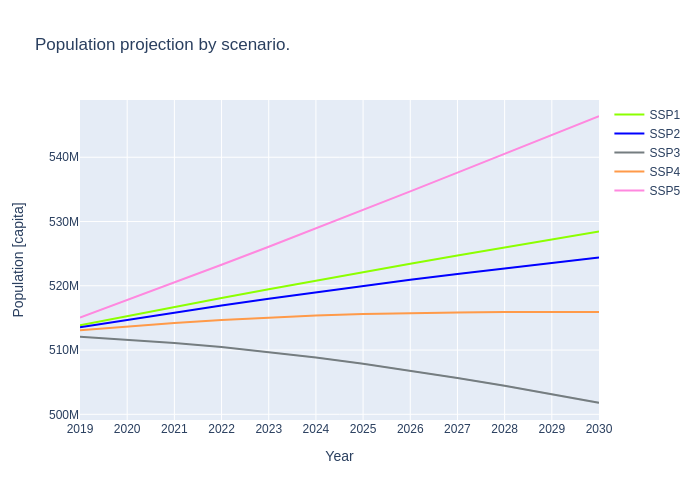 Population projection by scenario.
SSP1
SSP2
SSP3
SSP4
SSP5
Population [capita]
540M
530M
520M
510M
500M
2019 2020 2021 2022 2023 2024 2025 2026 2027 2028 2029 2030
Year